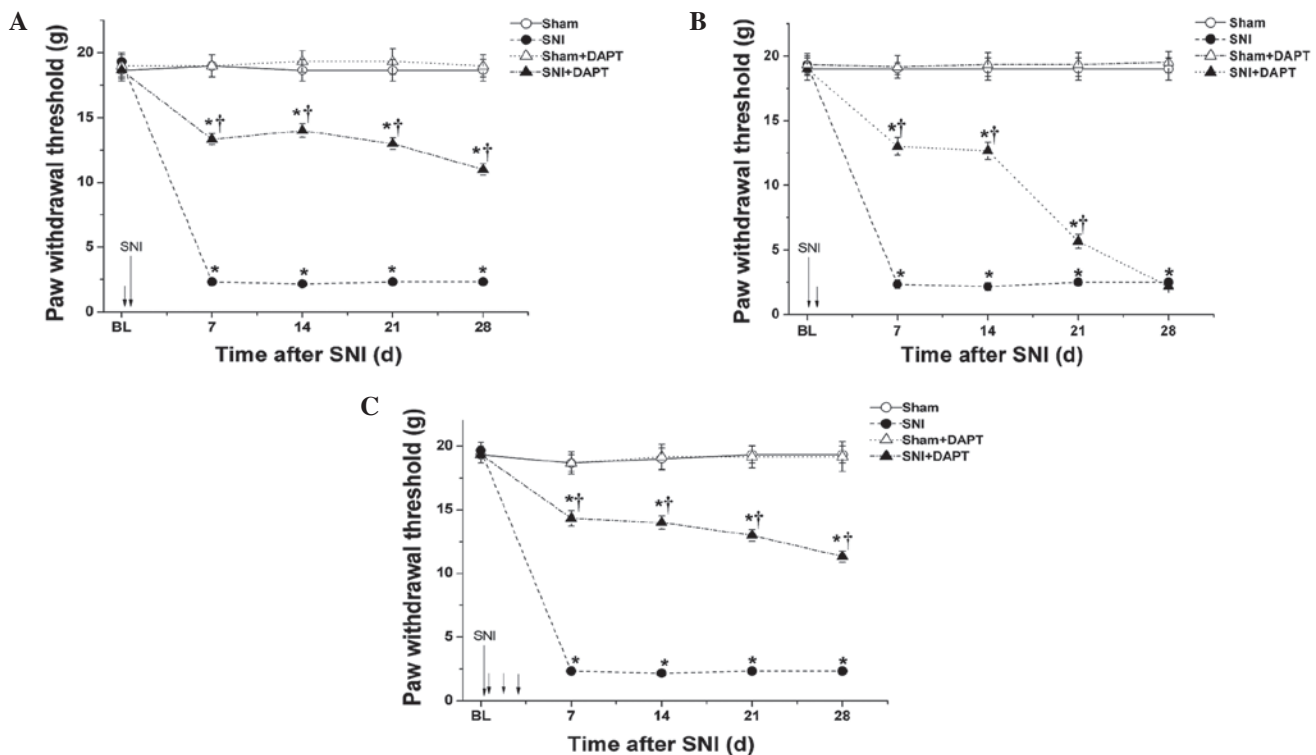 A
Paw withdrawal threshold (g)
20
15
10
5
0
SNI
*†
*†
*†
*†
*
*
*
*
BL
7
14
21
28
Time after SNI (d)
Sham
SNI
Sham+DAPT
SNI+DAPT
B
Paw withdrawal threshold (g)
20
15
10
5
0
SNI
*†
*†
*†
*
*
*
*
BL
7
14
21
28
Time after SNI (d)
Sham
SNI
Sham+DAPT
SNI+DAPT
C
Paw withdrawal threshold (g)
20
15
10
5
0
SNI
*†
*†
*†
*†
*
*
*
*
BL
7
14
21
28
Time after SNI (d)
Sham
SNI
Sham+DAPT
SNI+DAPT